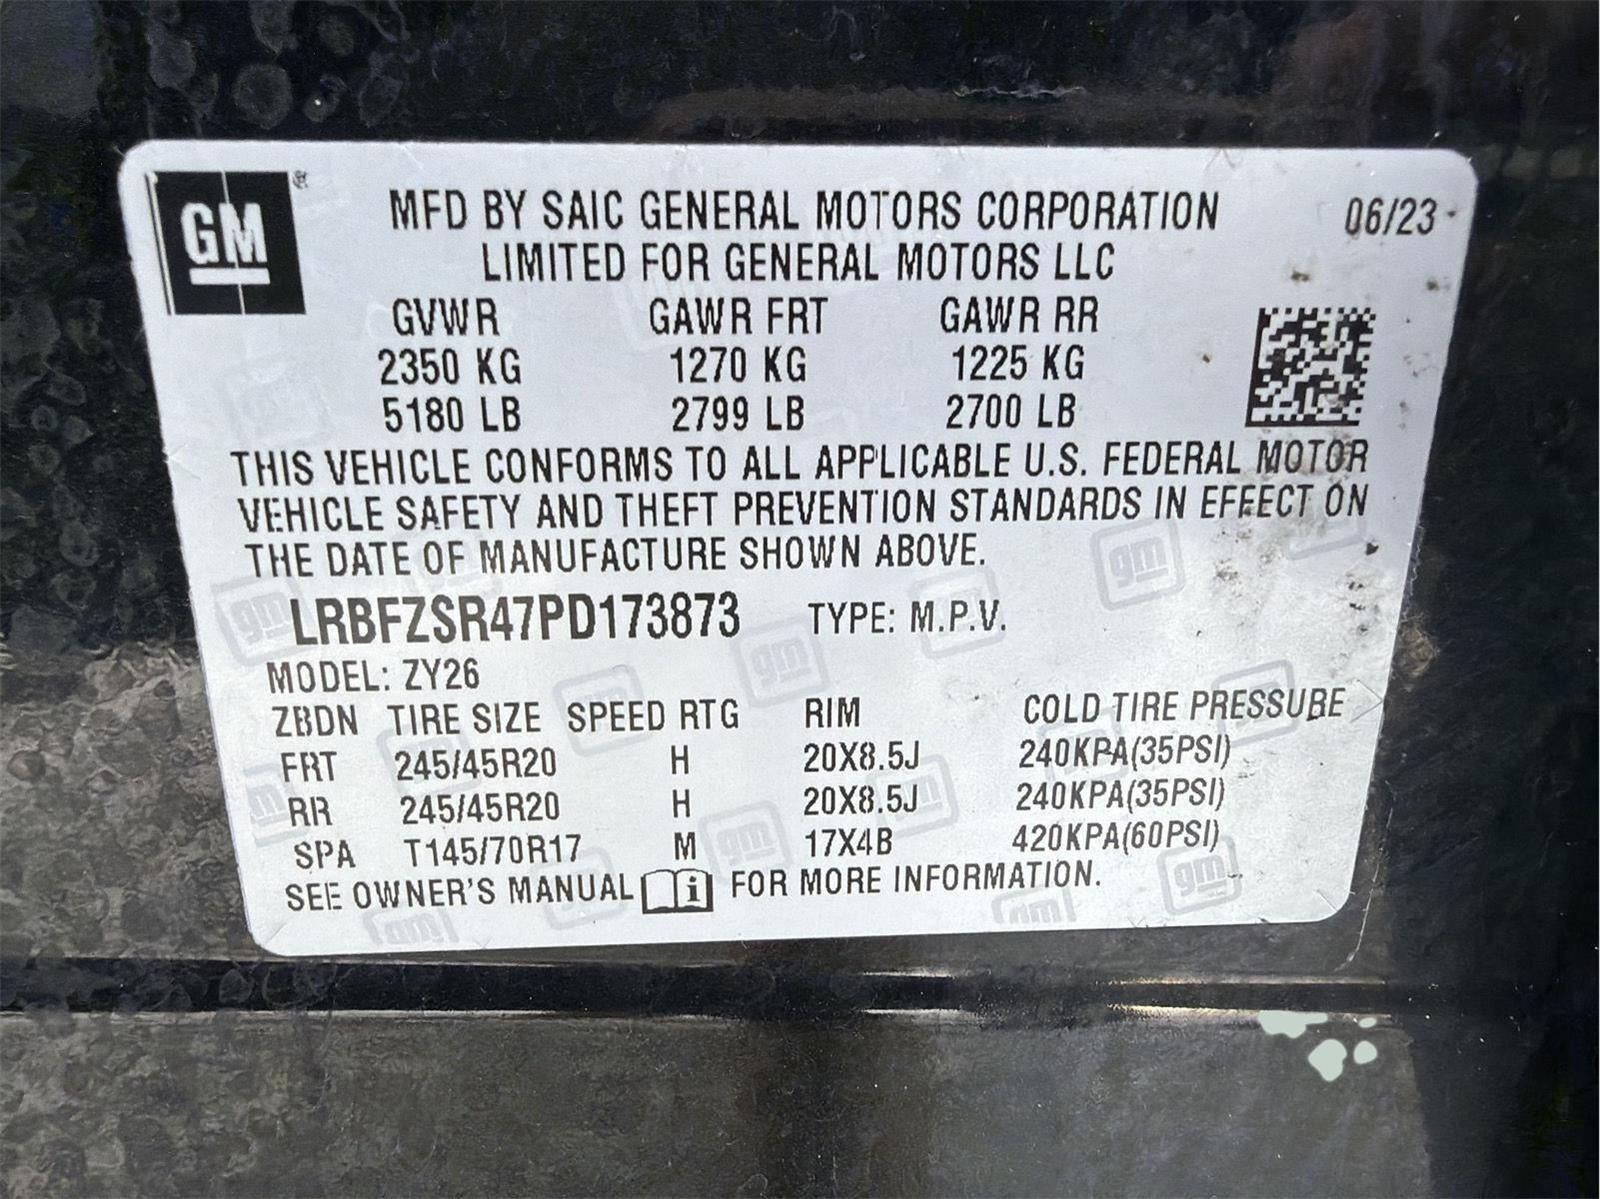 GM ®
MFD BY SAIC GENERAL MOTORS CORPORATION 06/23
LIMITED FOR GENERAL MOTORS LLC
GVWR GAWR FRT GAWR RR
2350 KG 1270 KG 1225 KG
5180 LB 2799 LB 2700 LB
THIS VEHICLE CONFORMS TO ALL APPLICABLE U.S. FEDERAL MOTOR
VEHICLE SAFETY AND THEFT PREVENTION STANDARDS IN EFFECT ON
THE DATE OF MANUFACTURE SHOWN ABOVE.
LRBFZSR47PD173873 TYPE: M.P.V.
MODEL: ZY26
ZBDN TIRE SIZE SPEED RTG RIM COLD TIRE PRESSURE
FRT 245/45R20 H 20X8.5J 240KPA(35PSI)
RR 245/45R20 H 20X8.5J 240KPA(35PSI)
SPA T145/70R17 M 17X4B 420KPA(60PSI)
SEE OWNER'S MANUAL i FOR MORE INFORMATION.